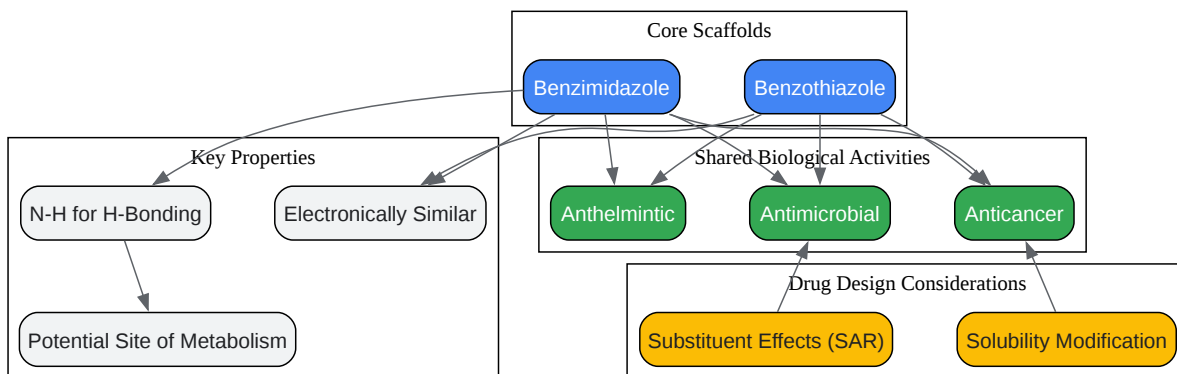 Core Scaffolds
Benzimidazole
Benzothiazole
Key Properties
N-H for H-Bonding
Electronically Similar
Potential Site of Metabolism
Shared Biological Activities
Anthelmintic
Antimicrobial
Anticancer
Drug Design Considerations
Substituent Effects (SAR)
Solubility Modification